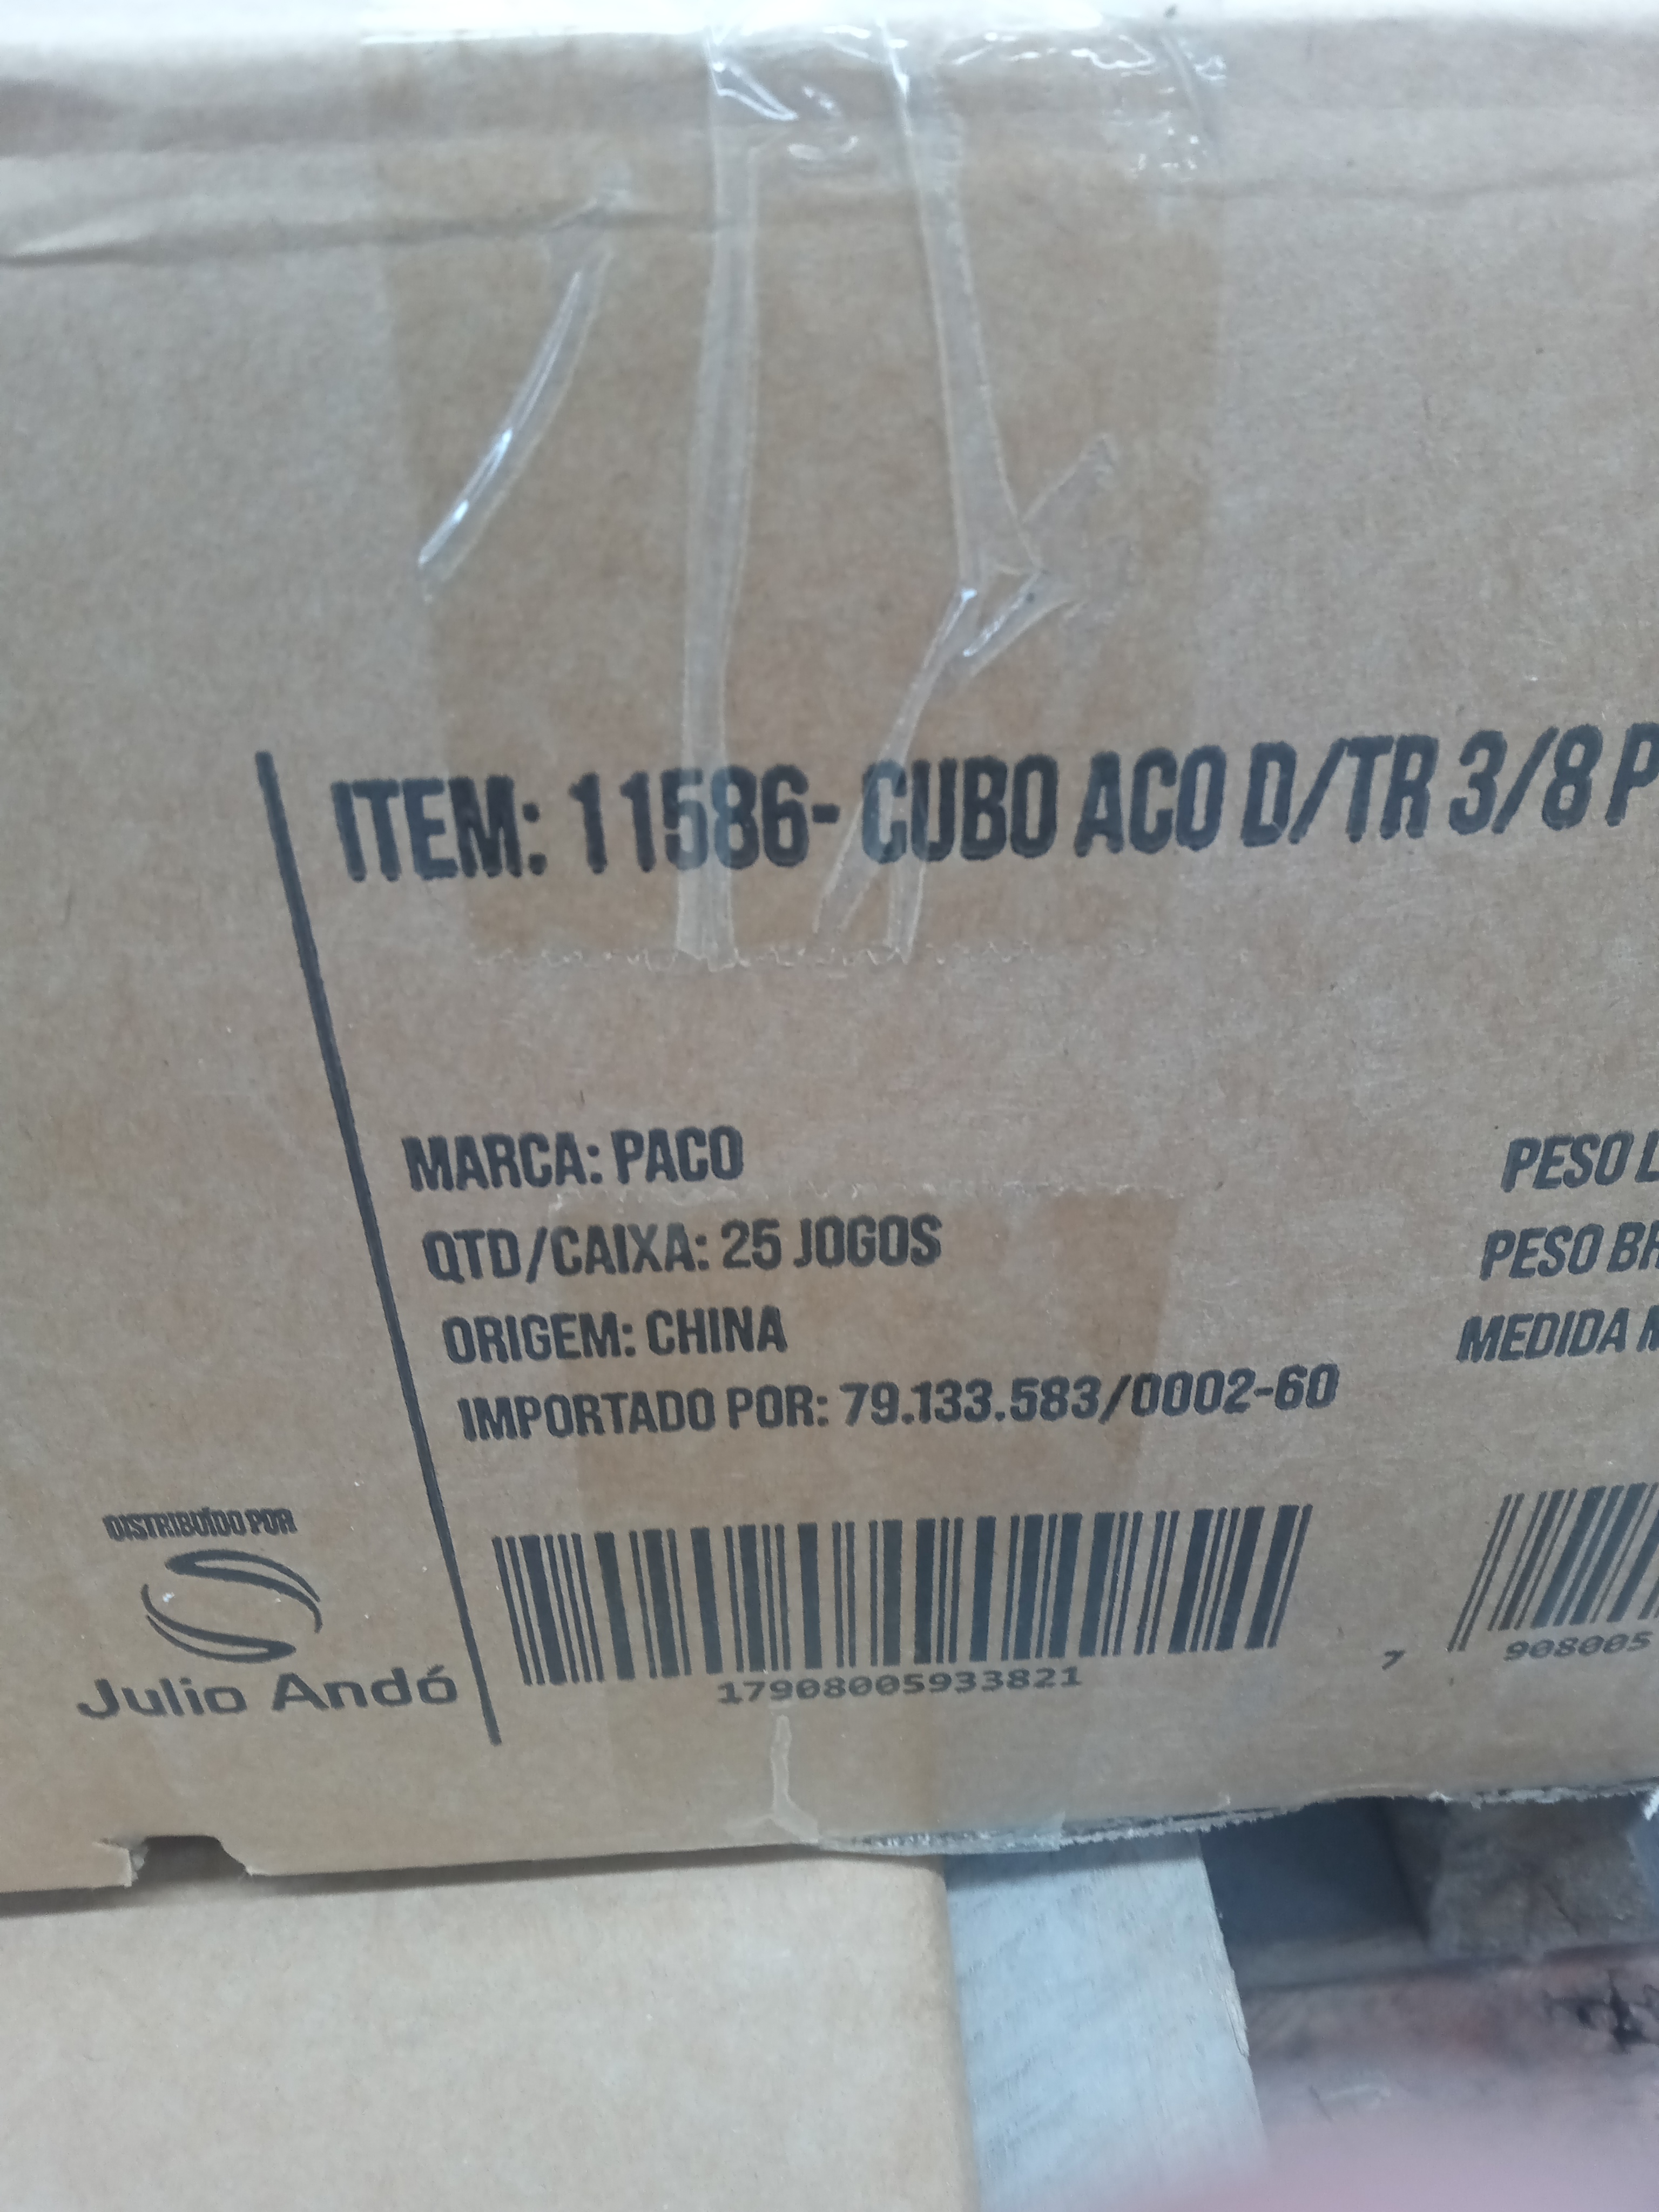 ITEM: 11586- CUBO ACO D/TR 3/8 P
MARCA: PACO
QTD/CAIXA: 25 JOGOS
ORIGEM: CHINA
IMPORTADO POR: 79.133.583/0002-60
PESO L
PESO BR
MEDIDA M
DISTRIBUÍDO POR
Julio Andó
17908005933821
7 908005